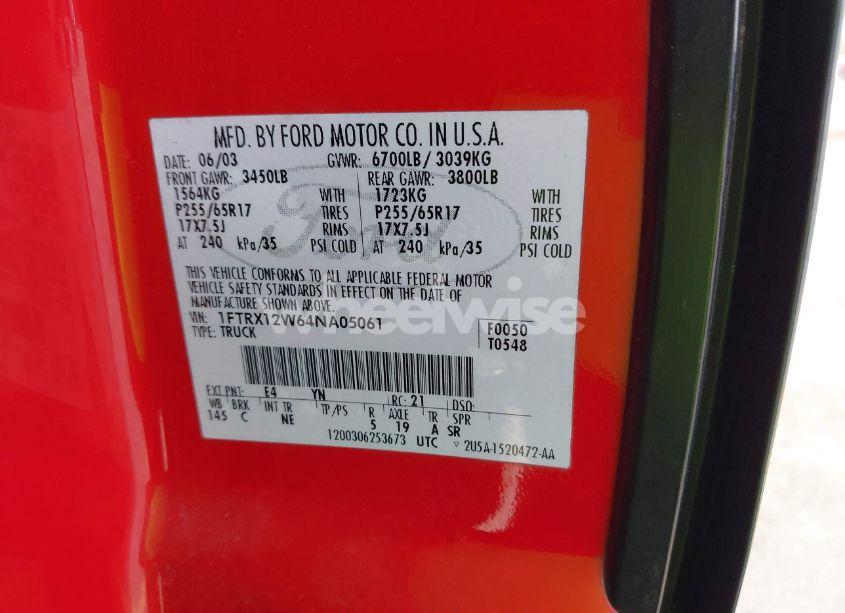 MFD. BY FORD MOTOR CO. IN U.S.A.
DATE: 06/03 GVWR: 6700LB/ 3039KG
FRONT GAWR: 3450LB REAR GAWR: 3800LB
1564KG WITH 1723KG WITH
P255/65R17 TIRES P255/65R17 TIRES
17X7.5J RIMS 17X7.5J RIMS
AT 240 kPa/35 PSI COLD AT 240 kPa/35 PSI COLD
Ford
THIS VEHICLE CONFORMS TO ALL APPLICABLE FEDERAL MOTOR
VEHICLE SAFETY STANDARDS IN EFFECT ON THE DATE OF
MANUFACTURE SHOWN ABOVE.
VIN: 1FTRX12W64NA05061 F0050
TYPE: TRUCK T0548
wheelwise
EXT PNT: E4 YN RC: 21 DSO:
WB BRK INT TR TP/PS R AXLE TR SPR
145 C NE 5 19 A SR
1200306253673 UTC ▽ 2U5A-1520472-AA